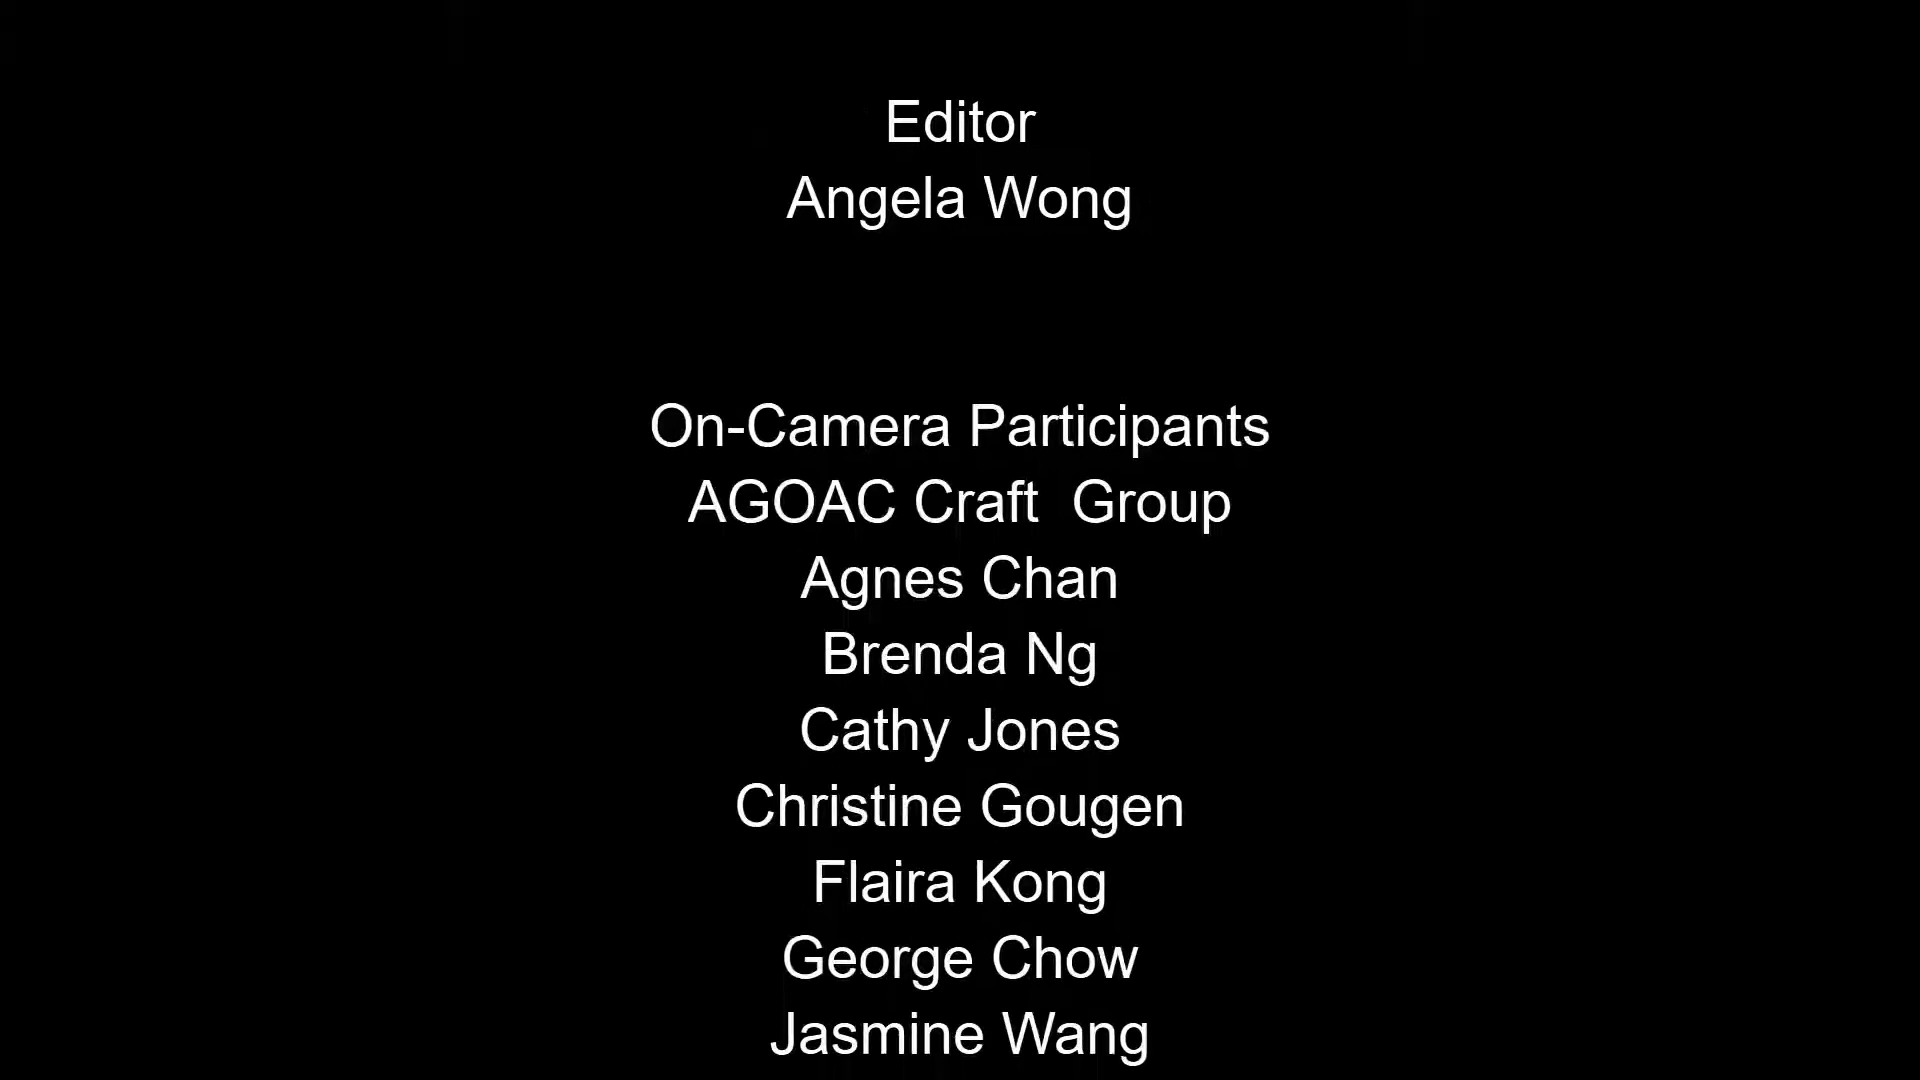 Editor
Angela Wong
On-Camera Participants
AGOAC Craft  Group
Agnes Chan
Brenda Ng
Cathy Jones
Christine Gougen
Flaira Kong
George Chow
Jasmine Wang